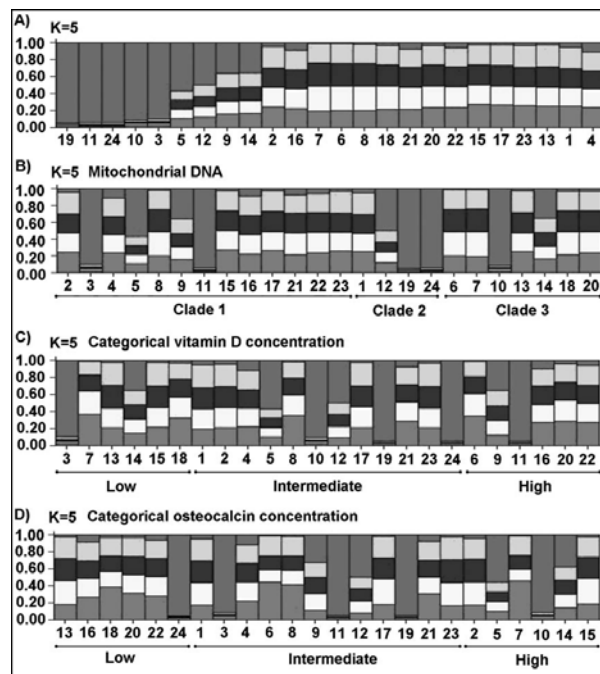 A)
K=5
1.00
0.80
0.60
0.40
0.20
0.00
19 11 24 10 3 5 12 9 14 2 16 7 6 8 18 21 20 22 15 17 23 13 1 4
B)
K=5 Mitochondrial DNA
1.00
0.80
0.60
0.40
0.20
0.00
2 3 4 5 8 9 11 15 16 17 21 22 23 1 12 19 24 6 7 10 13 14 18 20
Clade 1 Clade 2 Clade 3
C)
K=5 Categorical vitamin D concentration
1.00
0.80
0.60
0.40
0.20
0.00
3 7 13 14 15 18 1 2 4 5 8 10 12 17 19 21 23 24 6 9 11 16 20 22
Low Intermediate High
D)
K=5 Categorical osteocalcin concentration
1.00
0.80
0.60
0.40
0.20
0.00
13 16 18 20 22 24 1 3 4 6 8 9 11 12 17 19 21 23 2 5 7 10 14 15
Low Intermediate High